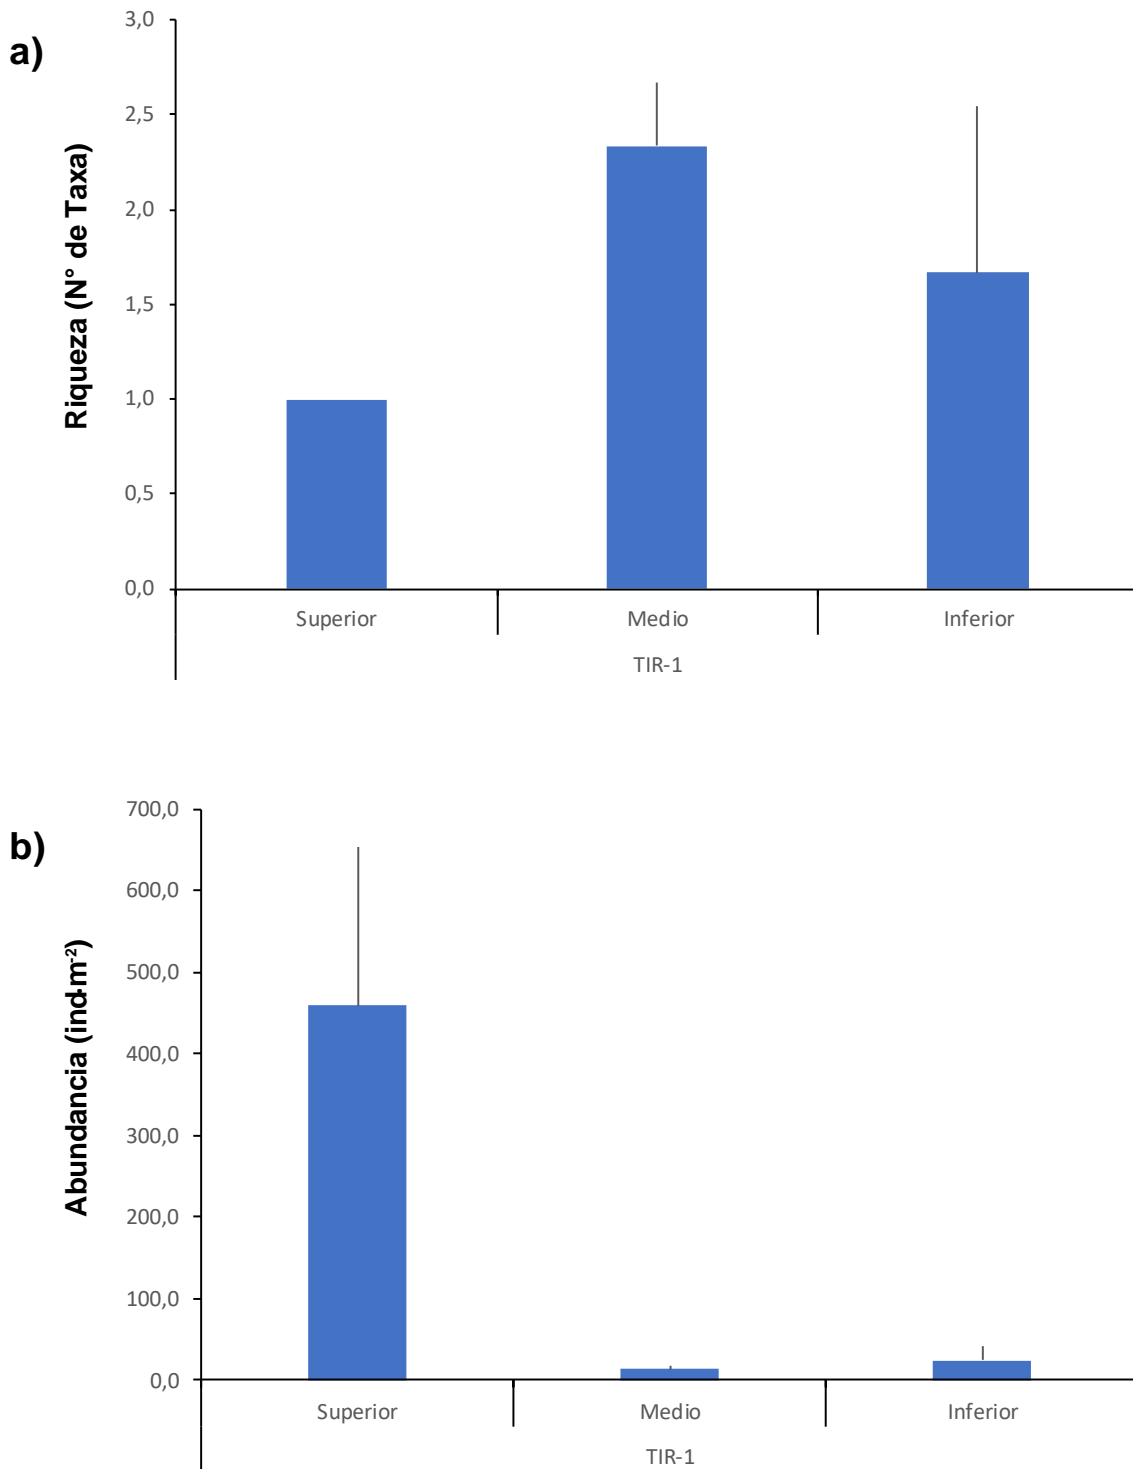 a)
Riqueza (N° de Taxa)
3,0
2,5
2,0
1,5
1,0
0,5
0,0
Superior
Medio
Inferior
TIR-1
b)
Abundancia (ind·m⁻²)
700,0
600,0
500,0
400,0
300,0
200,0
100,0
0,0
Superior
Medio
Inferior
TIR-1